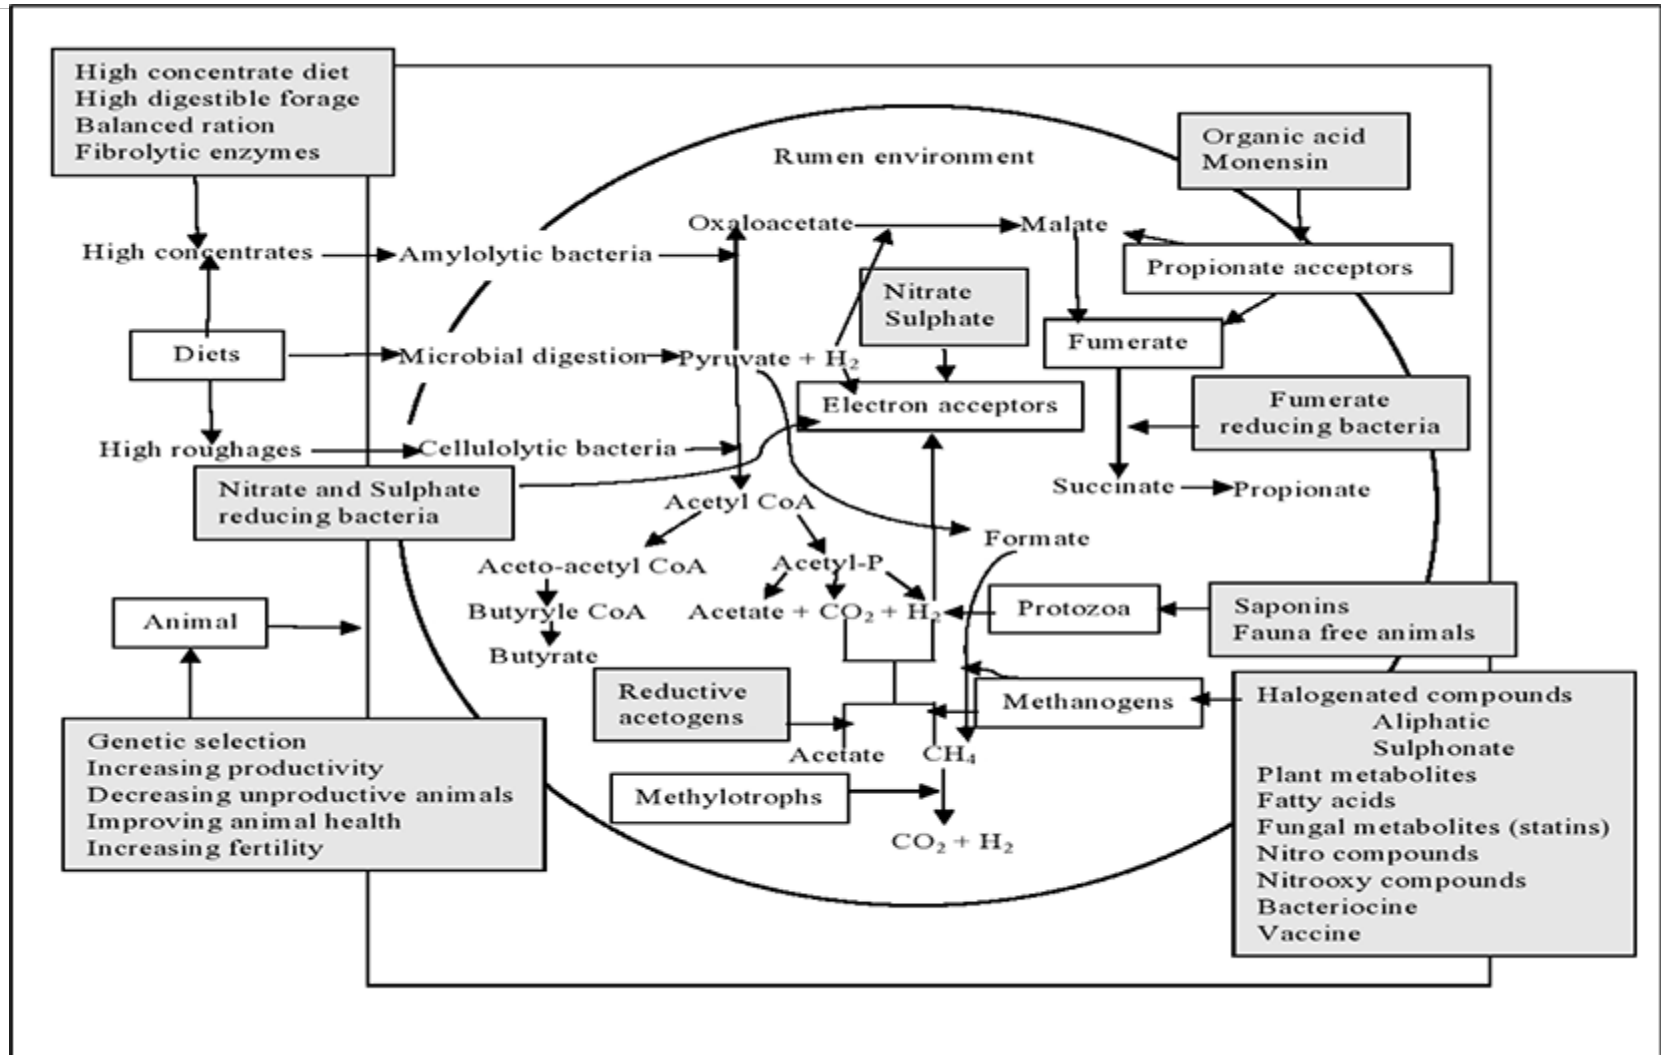 High concentrate diet
High digestible forage
Balanced ration
Fibrolytic enzymes
Organic acid
Monensin
Rumen environment
Oxaloacetate
Malate
High concentrates
Amylolytic bacteria
Propionate acceptors
Nitrate
Sulphate
Diets
Microbial digestion
Pyruvate + H₂
Fumerate
Electron acceptors
Fumerate
reducing bacteria
High roughages
Cellulolytic bacteria
Nitrate and Sulphate
reducing bacteria
Acetyl CoA
Succinate
Propionate
Formate
Aceto-acetyl CoA
Acetyl-P
Butyryle CoA
Acetate + CO₂ + H₂
Protozoa
Saponins
Fauna free animals
Animal
Butyrate
Reductive
acetogens
Methanogens
Halogenated compounds
Aliphatic
Sulphonate
Plant metabolites
Fatty acids
Fungal metabolites (statins)
Nitro compounds
Nitrooxy compounds
Bacteriocine
Vaccine
Genetic selection
Increasing productivity
Decreasing unproductive animals
Improving animal health
Increasing fertility
Acetate
CH₄
Methylotrophs
CO₂ + H₂